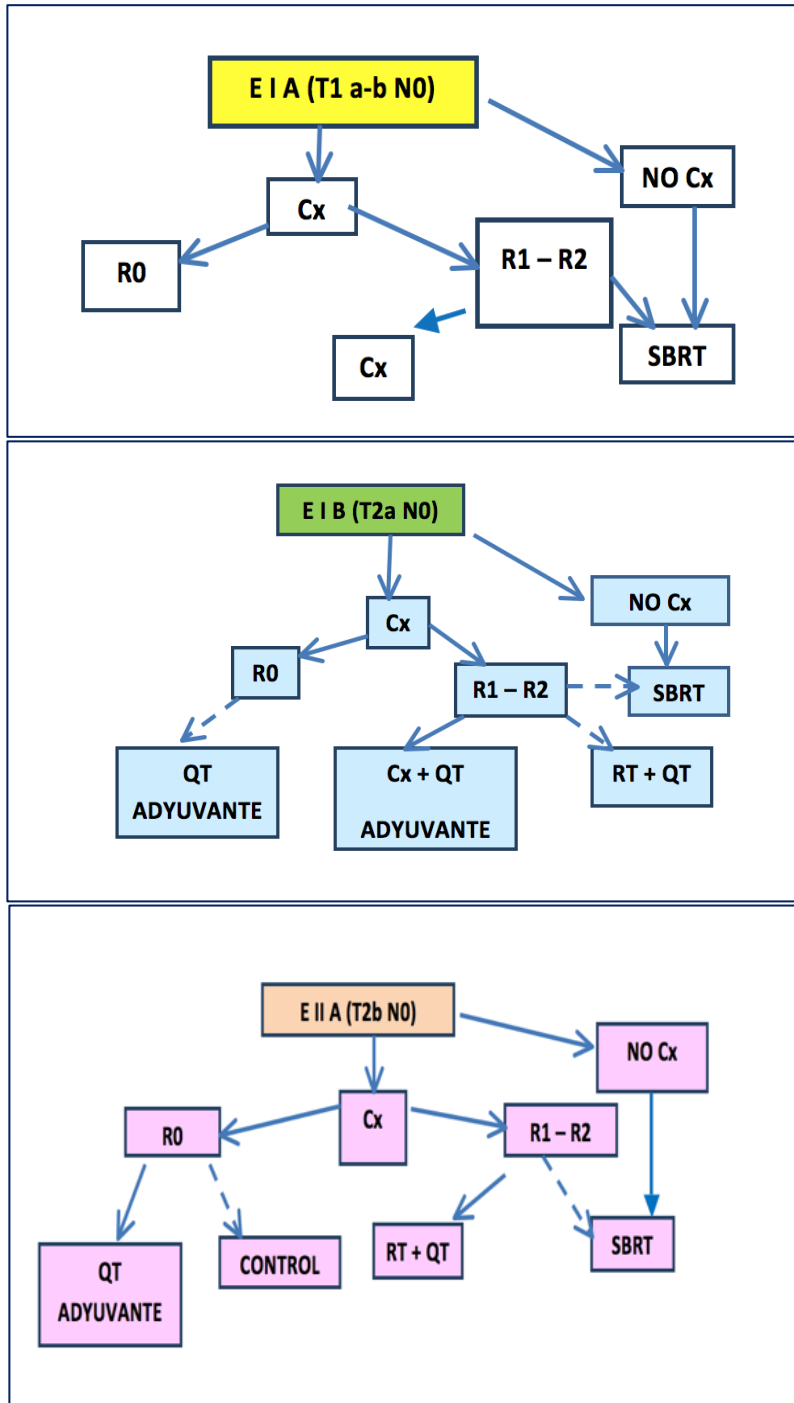 E I A (T1 a-b N0)
NO Cx
Cx
R0
R1 – R2
Cx
SBRT
E I B (T2a N0)
NO Cx
Cx
R0
R1 – R2
SBRT
QT
ADYUVANTE
Cx + QT
ADYUVANTE
RT + QT
E II A (T2b N0)
NO Cx
Cx
R0
R1 – R2
QT
ADYUVANTE
CONTROL
RT + QT
SBRT